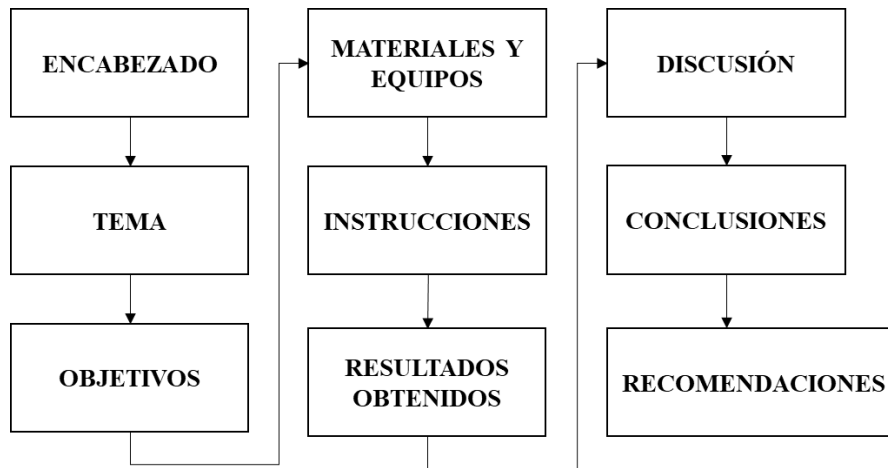 ENCABEZADO
TEMA
OBJETIVOS
MATERIALES Y
EQUIPOS
INSTRUCCIONES
RESULTADOS
OBTENIDOS
DISCUSIÓN
CONCLUSIONES
RECOMENDACIONES